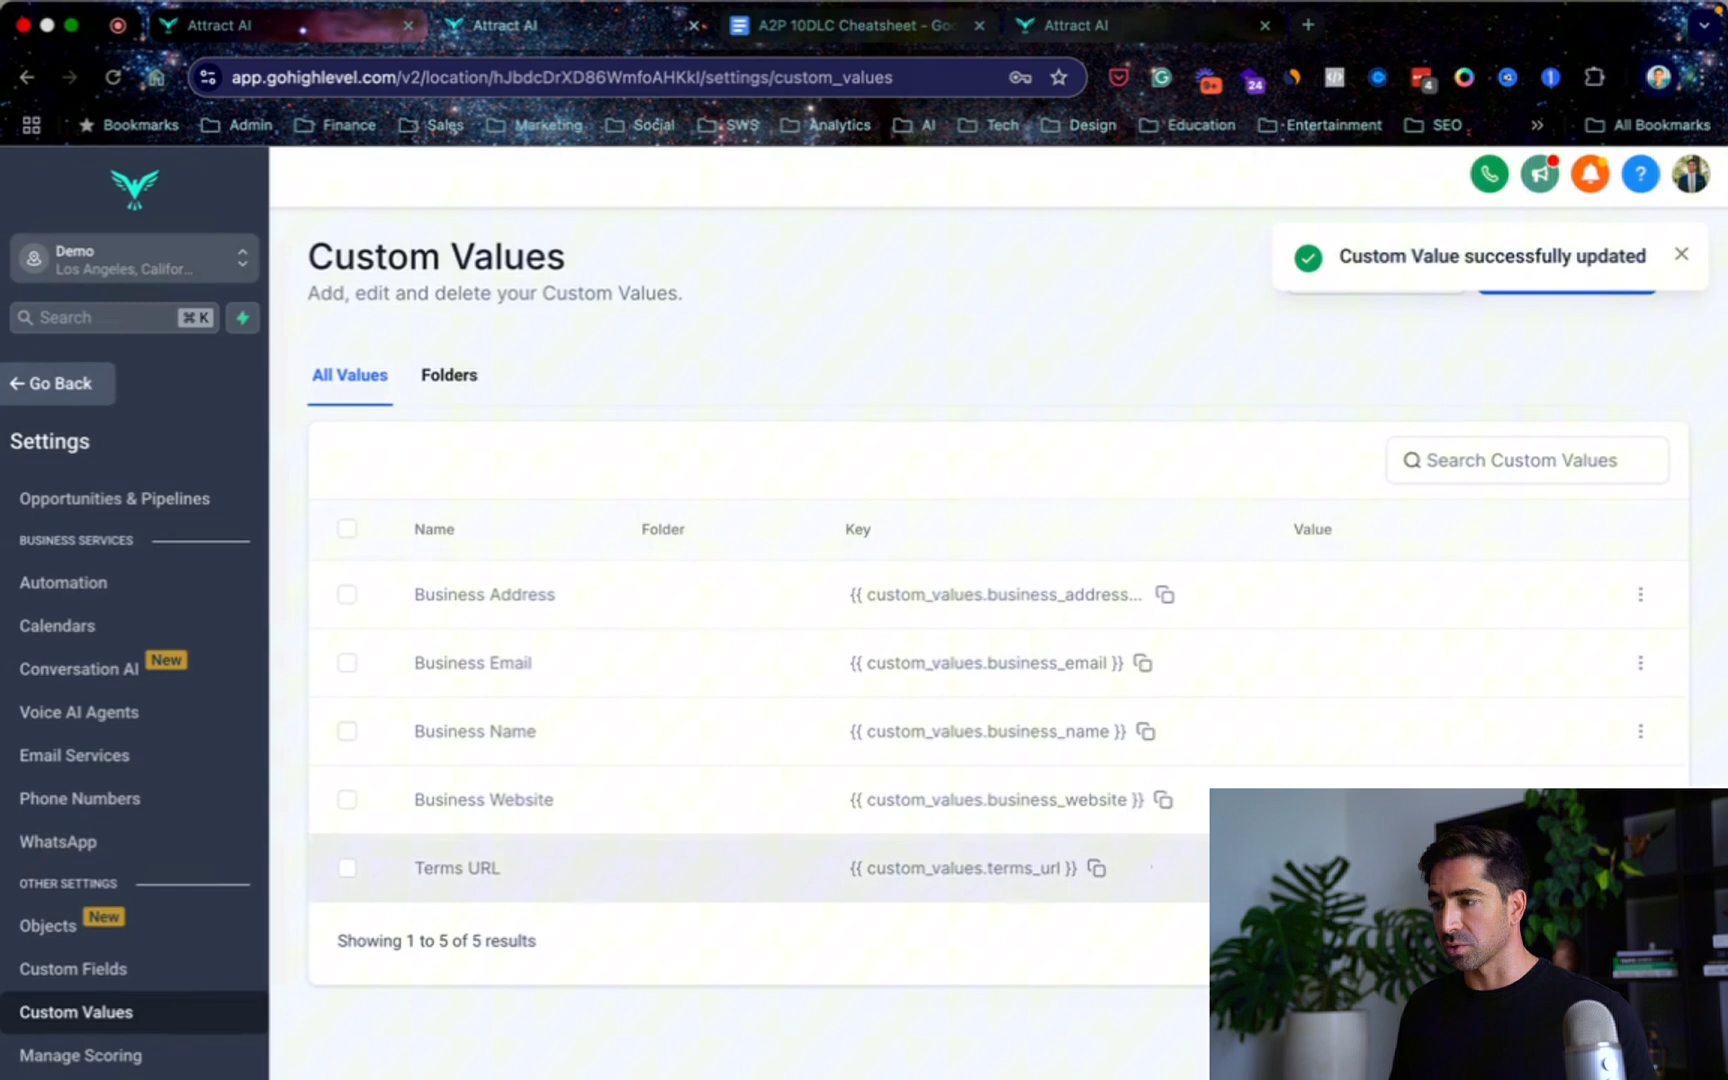 Attract AI
Attract AI
A2P 10DLC Cheatsheet - Goo
Attract AI
app.gohighlevel.com/v2/location/hJbdcDrXD86WmfoAHKkI/settings/custom_values
9+
24
4
Bookmarks
Admin
Finance
Sales
Marketing
Social
SWS
Analytics
AI
Tech
Design
Education
Entertainment
SEO
»
All Bookmarks
Demo
Los Angeles, Califor...
Search
⌘ K
Go Back
Settings
Opportunities & Pipelines
BUSINESS SERVICES
Automation
Calendars
Conversation AI New
Voice AI Agents
Email Services
Phone Numbers
WhatsApp
OTHER SETTINGS
Objects New
Custom Fields
Custom Values
Manage Scoring
Custom Values
Add, edit and delete your Custom Values.
Custom Value successfully updated
All Values
Folders
Search Custom Values
Name Folder Key Value
Business Address {{ custom_values.business_address...
Business Email {{ custom_values.business_email }}
Business Name {{ custom_values.business_name }}
Business Website {{ custom_values.business_website }}
Terms URL {{ custom_values.terms_url }}
Showing 1 to 5 of 5 results